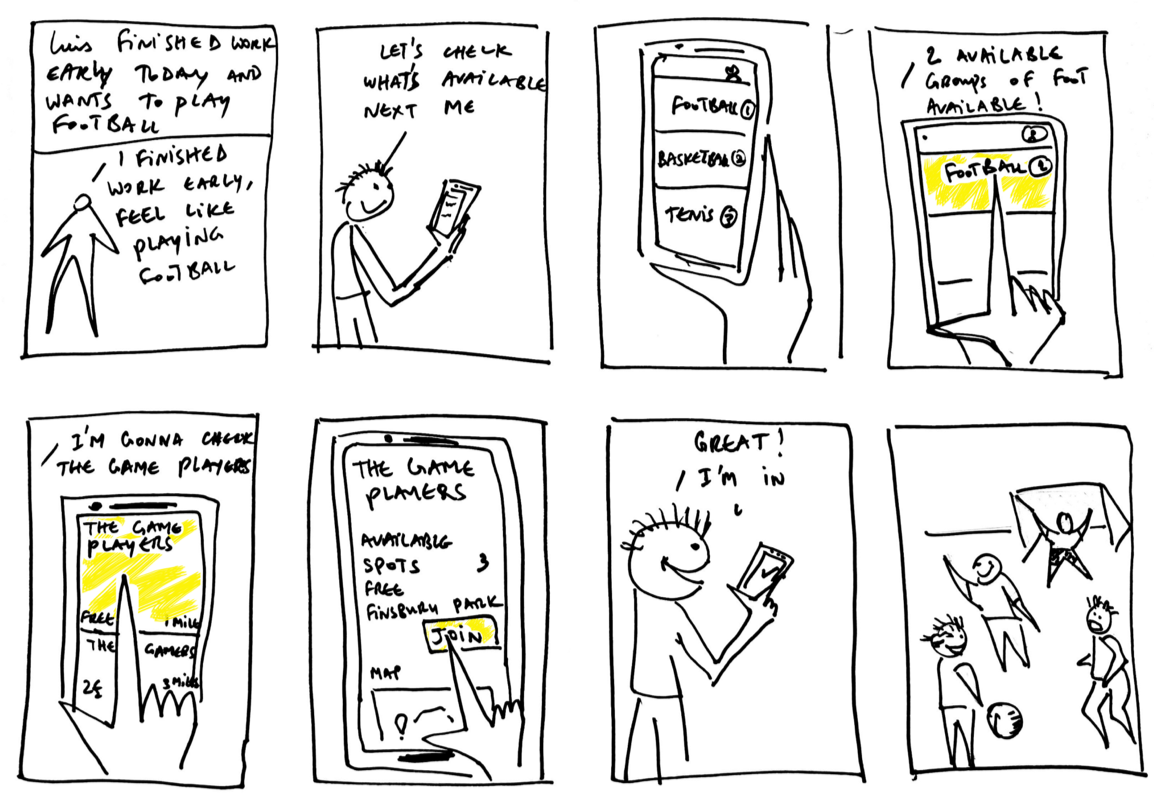 Luis FINISHED WORK
EARLY TODAY AND
WANTS TO PLAY
FOOTBALL
I FINISHED
WORK EARLY,
FEEL LIKE
PLAYING
FOOTBALL
LET'S CHECK
WHAT'S AVAILABLE
NEXT ME
FOOTBALL
BASKETBALL
TENIS
2 AVAILABLE
GROUPS OF FOOT
AVAILABLE!
FOOTBALL 2
I'M GONNA CHECK
THE GAME PLAYERS
THE GAME
PLAYERS
FREE 1 MILE
THE GAMERS
2£ 3 MILES
THE GAME
PLAYERS
AVAILABLE
SPOTS 3
FREE
FINSBURY PARK
JOIN
MAP
GREAT!
I'M IN